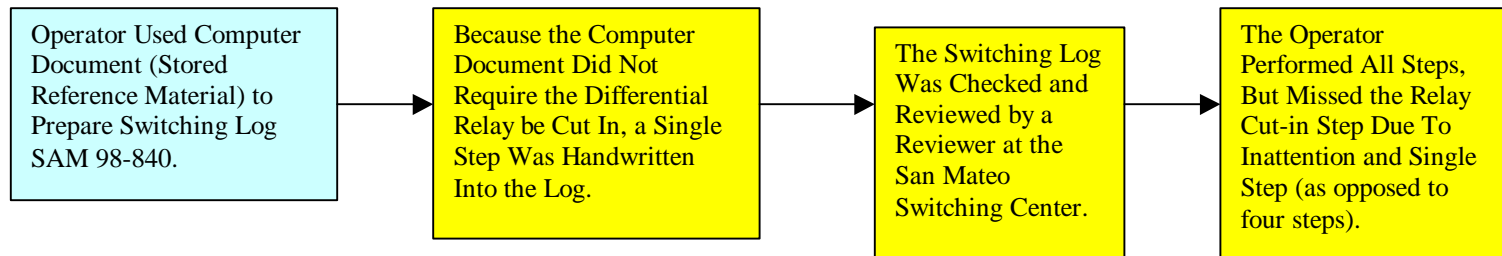 Operator Used Computer
Document (Stored
Reference Material) to
Prepare Switching Log
SAM 98-840.
Because the Computer
Document Did Not
Require the Differential
Relay be Cut In, a Single
Step Was Handwritten
Into the Log.
The Switching Log
Was Checked and
Reviewed by a
Reviewer at the
San Mateo
Switching Center.
The Operator
Performed All Steps,
But Missed the Relay
Cut-in Step Due To
Inattention and Single
Step (as opposed to
four steps).